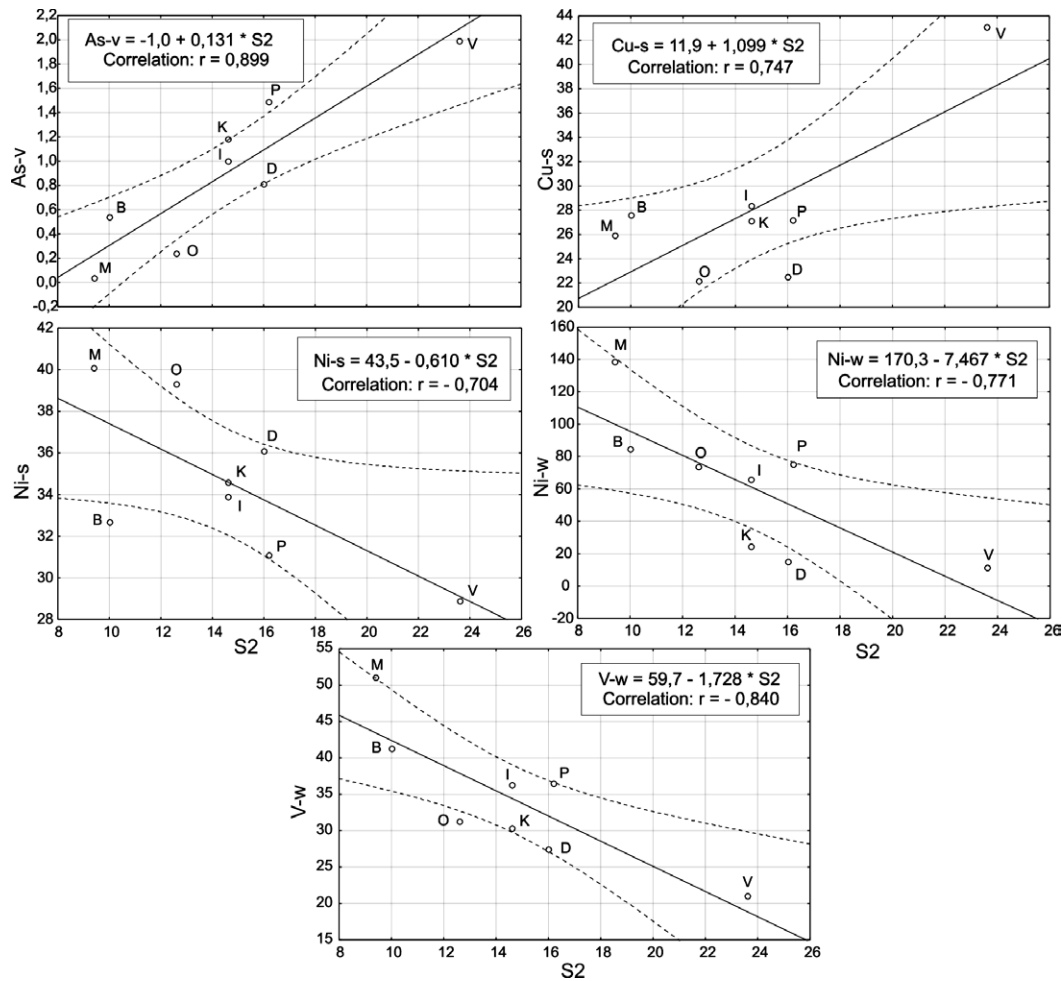 As-v = -1,0 + 0,131 * S2
Correlation: r = 0,899
2,2
2,0
1,8
1,6
1,4
1,2
1,0
0,8
0,6
0,4
0,2
0,0
-0,2
As-v
V
P
K
I
D
B
O
M
Cu-s = 11,9 + 1,099 * S2
Correlation: r = 0,747
44
42
40
38
36
34
32
30
28
26
24
22
20
Cu-s
V
I
B
P
M
K
O
D
Ni-s = 43,5 - 0,610 * S2
Correlation: r = - 0,704
42
40
38
36
34
32
30
28
Ni-s
M
O
D
K
I
B
P
V
8 10 12 14 16 18 20 22 24 26
S2
Ni-w = 170,3 - 7,467 * S2
Correlation: r = - 0,771
160
140
120
100
80
60
40
20
0
-20
Ni-w
M
B
O
P
I
K
D
V
8 10 12 14 16 18 20 22 24 26
S2
V-w = 59,7 - 1,728 * S2
Correlation: r = - 0,840
55
50
45
40
35
30
25
20
15
V-w
M
B
I
P
O
K
D
V
8 10 12 14 16 18 20 22 24 26
S2